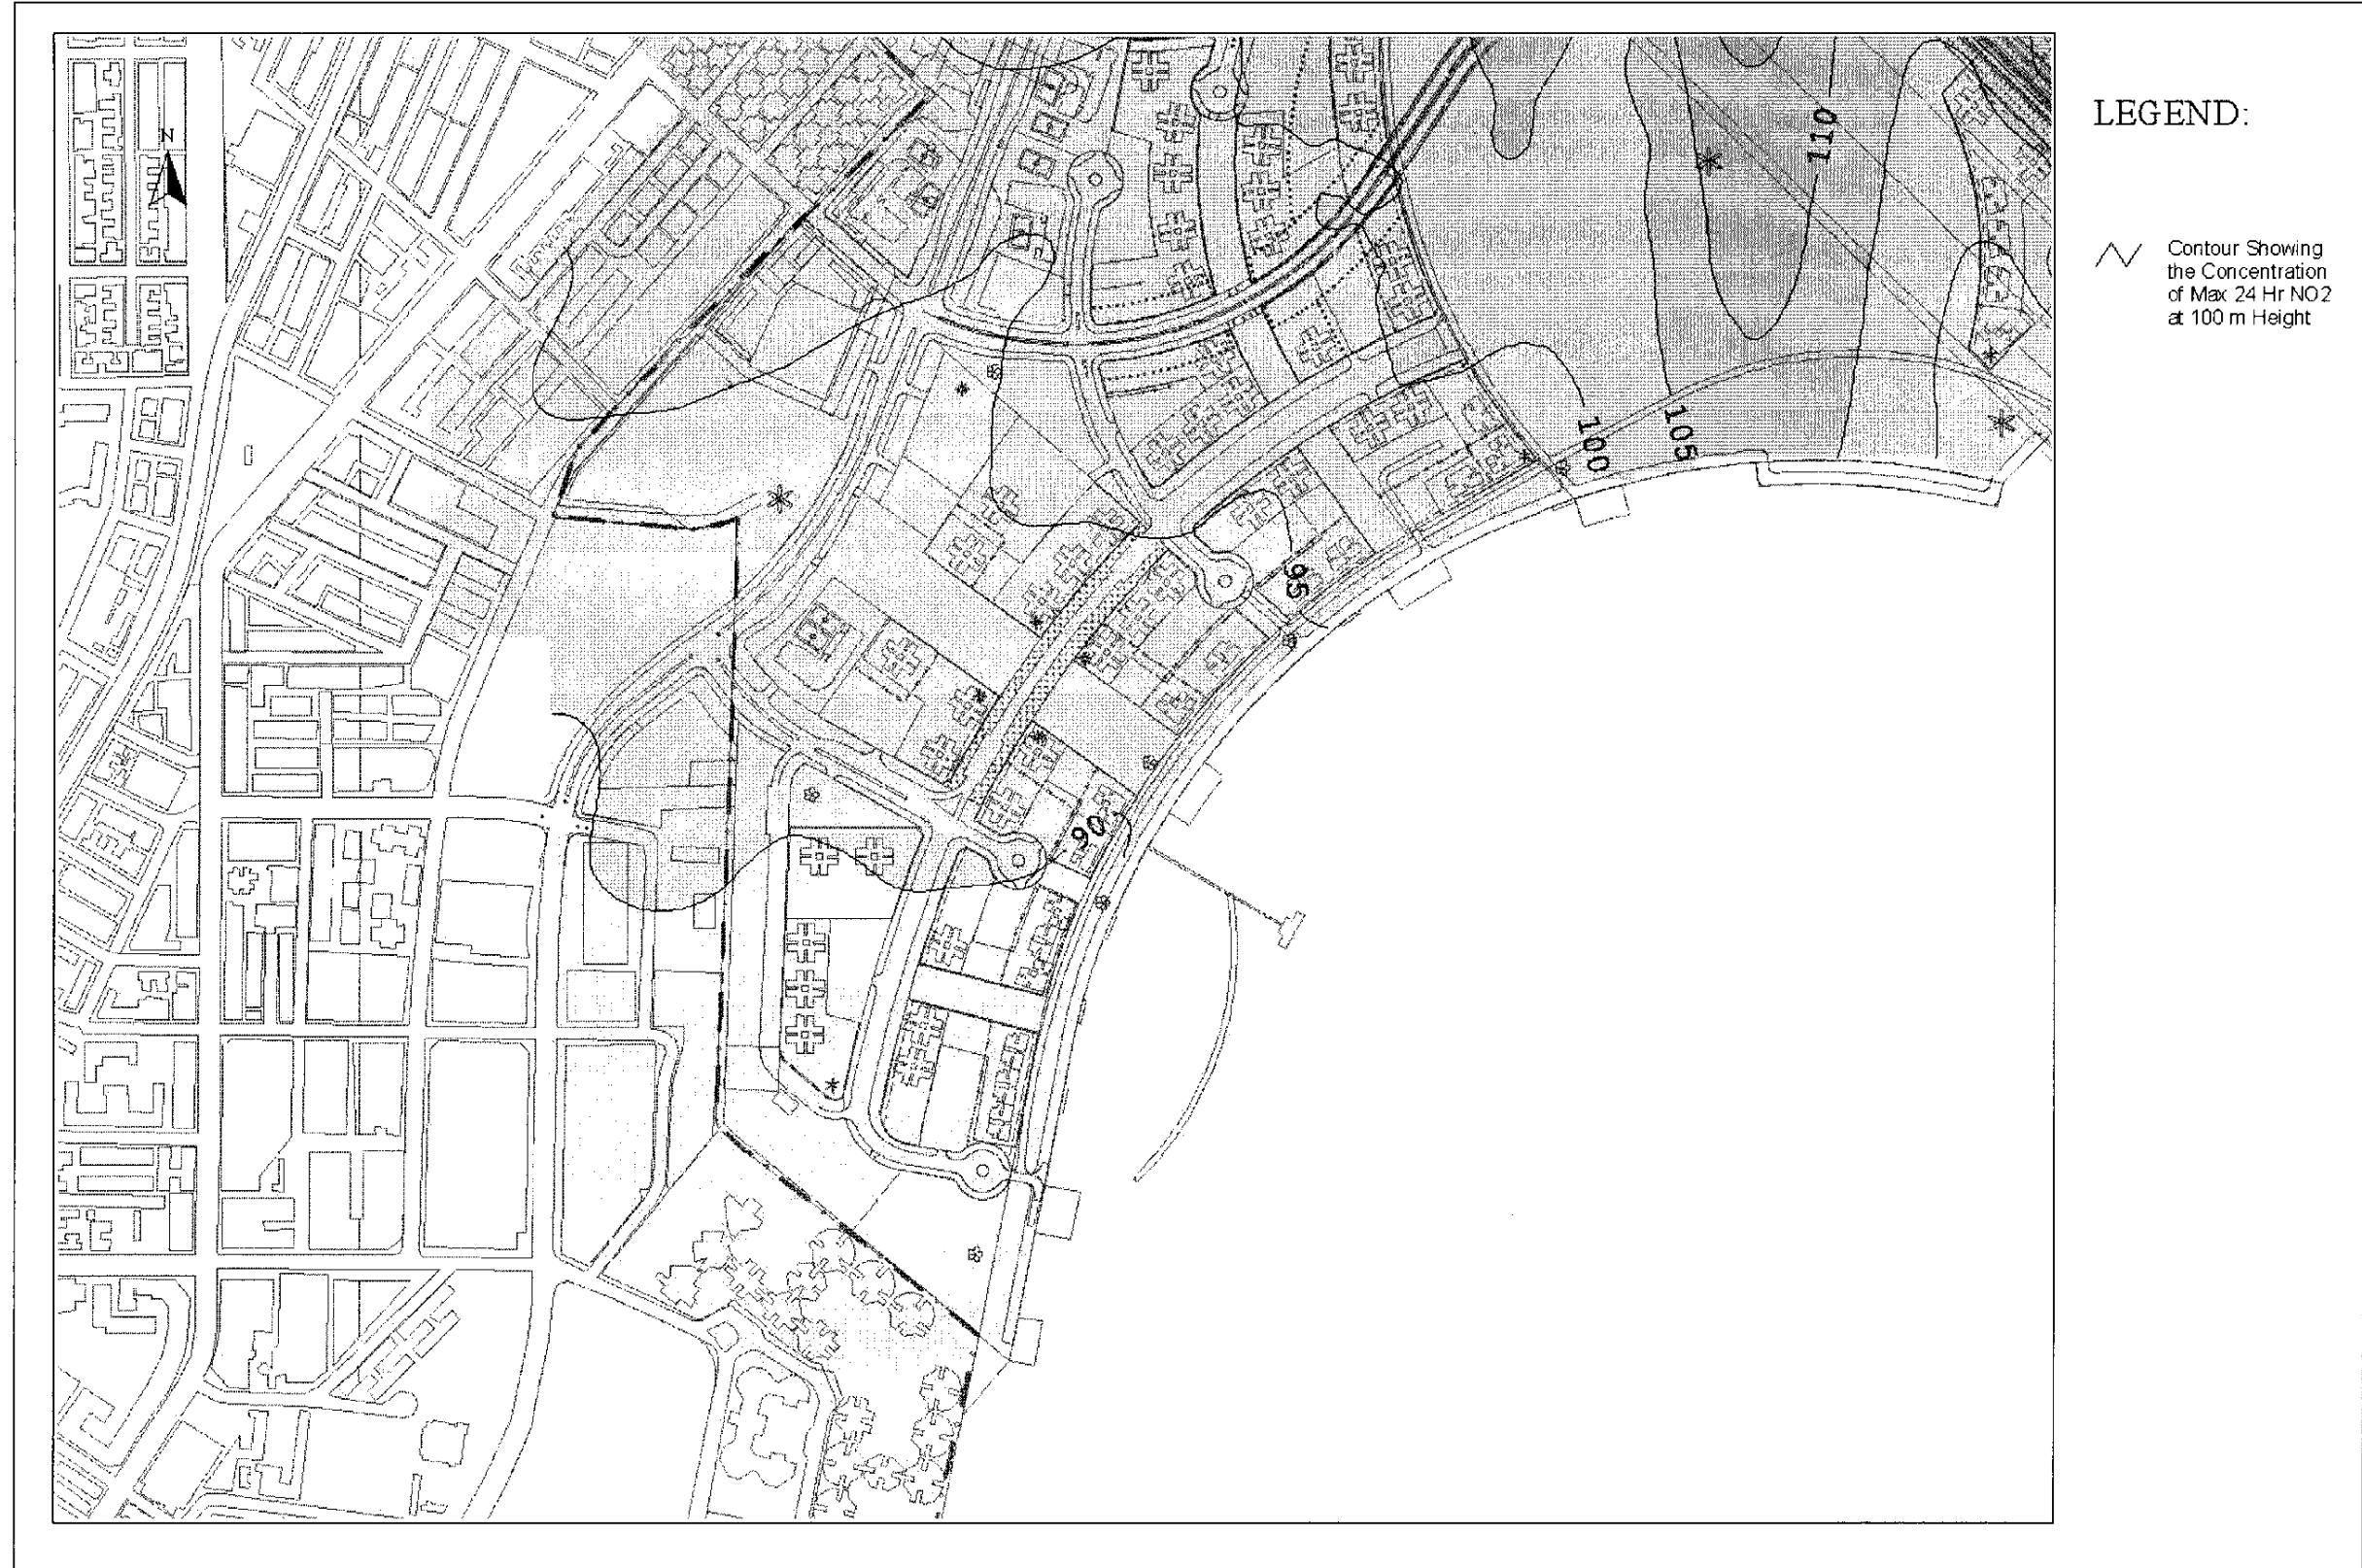 LEGEND:
N
110
Contour Showing
the Concentration
of Max 24 Hr NO2
at 100 m Height
100
105
95
90